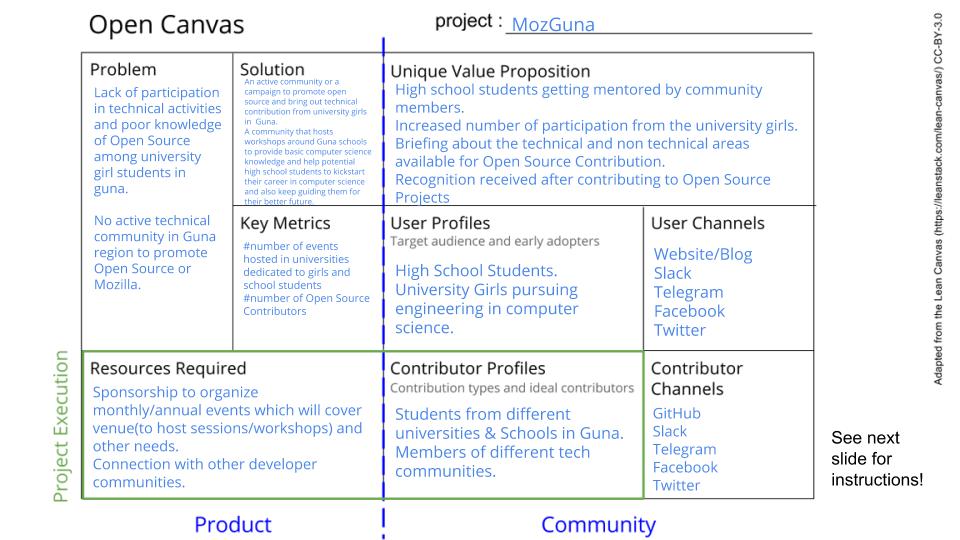 Open Canvas
project : MozGuna
Problem
Lack of participation
in technical activities
and poor knowledge
of Open Source
among university
girl students in
guna.
No active technical
community in Guna
region to promote
Open Source or
Mozilla.
Solution
An active community or a
campaign to promote open
source and bring out technical
contribution from university girls
in Guna.
A community that hosts
workshops around Guna schools
to provide basic computer science
knowledge and help potential
high school students to kickstart
their career in computer science
and also keep guiding them for
their better future.
Unique Value Proposition
High school students getting mentored by community
members.
Increased number of participation from the university girls.
Briefing about the technical and non technical areas
available for Open Source Contribution.
Recognition received after contributing to Open Source
Projects
Key Metrics
#number of events
hosted in universities
dedicated to girls and
school students
#number of Open Source
Contributors
User Profiles
Target audience and early adopters
High School Students.
University Girls pursuing
engineering in computer
science.
User Channels
Website/Blog
Slack
Telegram
Facebook
Twitter
Project Execution
Resources Required
Sponsorship to organize
monthly/annual events which will cover
venue(to host sessions/workshops) and
other needs.
Connection with other developer
communities.
Contributor Profiles
Contribution types and ideal contributors
Students from different
universities & Schools in Guna.
Members of different tech
communities.
Contributor
Channels
GitHub
Slack
Telegram
Facebook
Twitter
See next
slide for
instructions!
Product
Community
Adapted from the Lean Canvas (https://leanstack.com/lean-canvas/) CC-BY-3.0